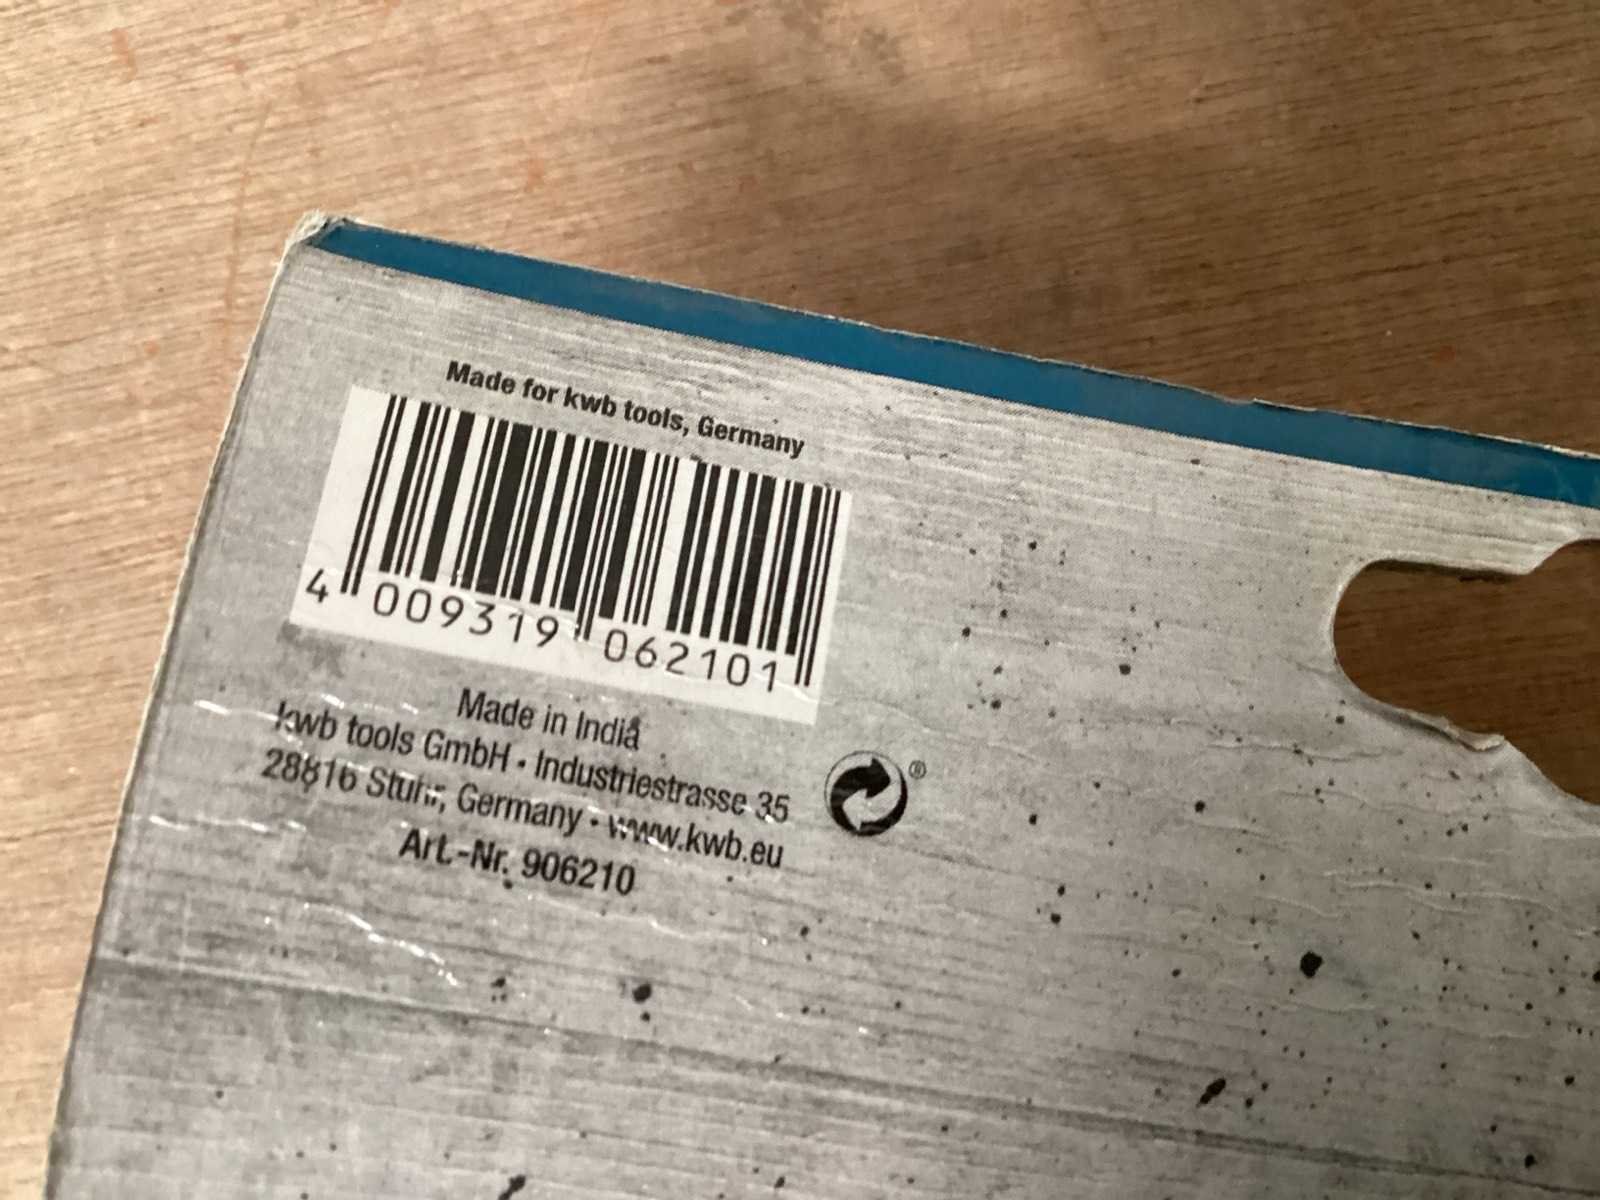 Made for kwb tools, Germany
4 009319 062101
Made in India
kwb tools GmbH • Industriestrasse 35
28816 Stuhr, Germany • www.kwb.eu
Art.-Nr. 906210
®